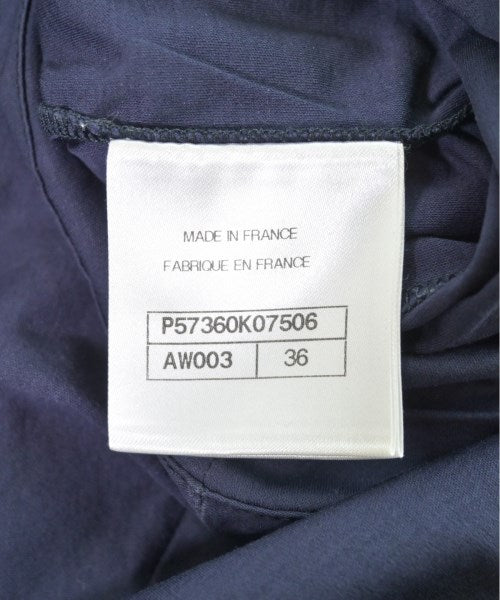 MADE IN FRANCE
FABRIQUE EN FRANCE
P57360K07506
AW003 36